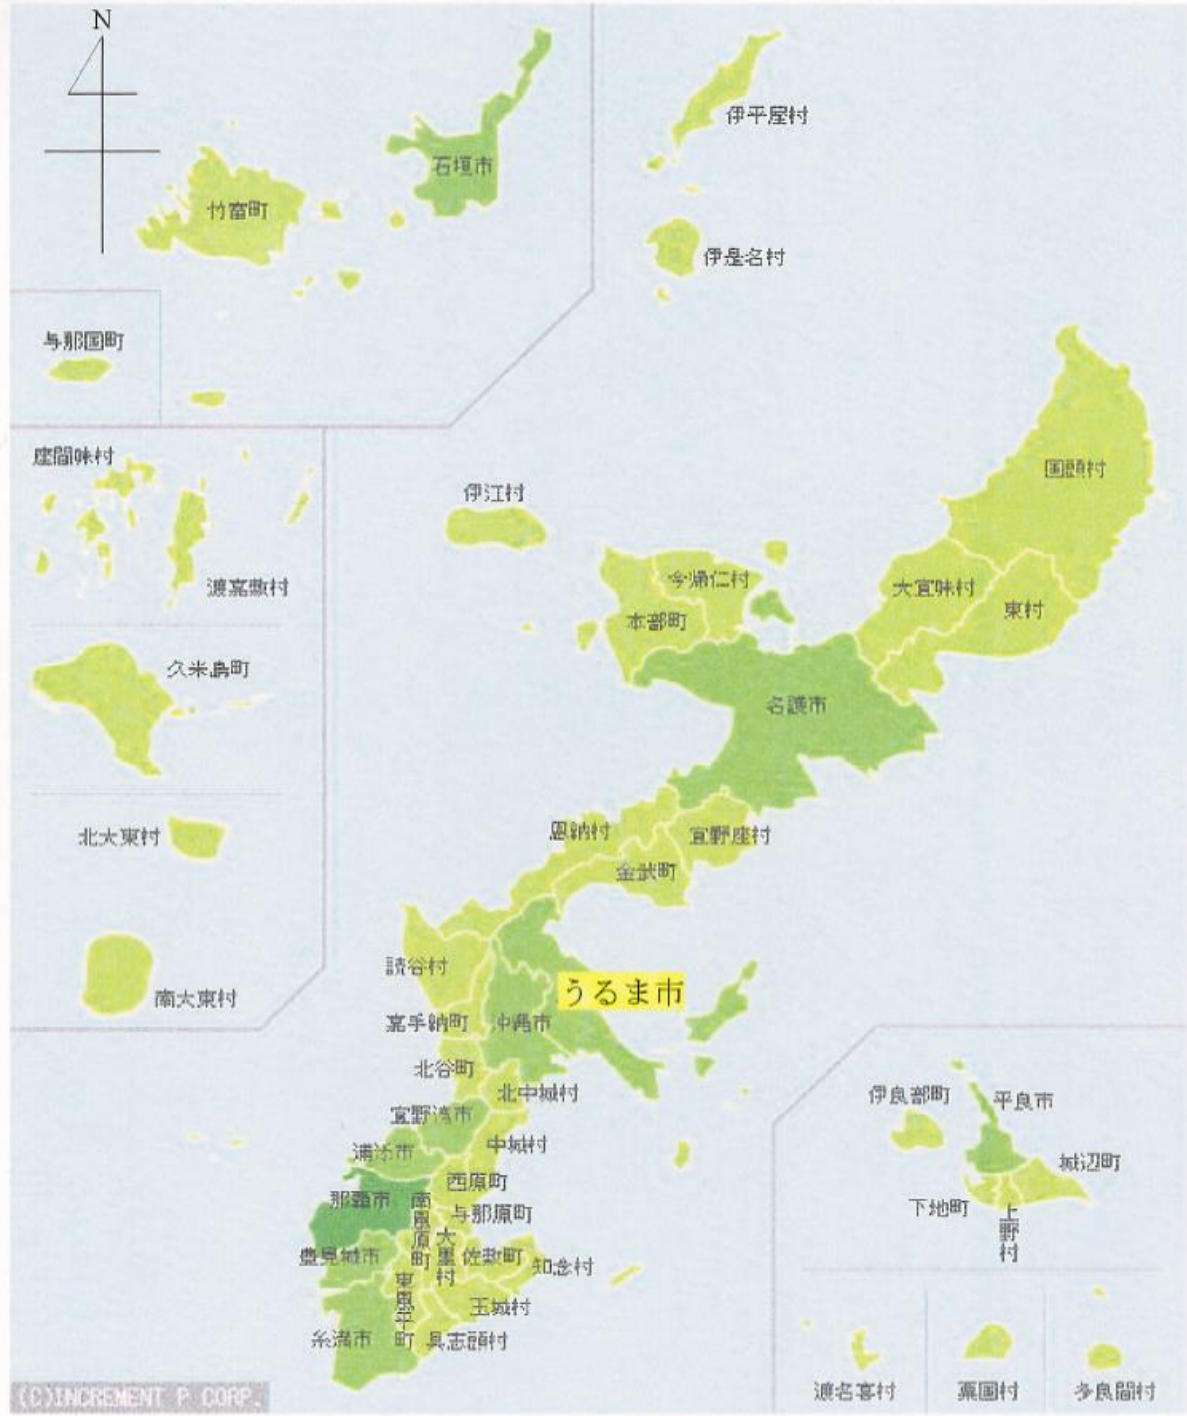 N
伊平屋村
石垣市
竹富町
伊是名村
与那国町
座間味村
国頭村
伊江村
今帰仁村
大宜味村
渡嘉敷村
東村
本部町
久米島町
名護市
恩納村
宜野座村
北大東村
金武町
読谷村
うるま市
南大東村
嘉手納町
沖縄市
北谷町
北中城村
伊良部町
平良市
宜野湾市
中城村
浦添市
城辺町
西原町
那覇市
南風原町
与那原町
下地町
上野村
豊見城市
大里村
佐敷町
知念村
東風平町
玉城村
糸満市
具志頭村
渡名喜村
粟国村
多良間村
(C)INCREMENT P CORP.